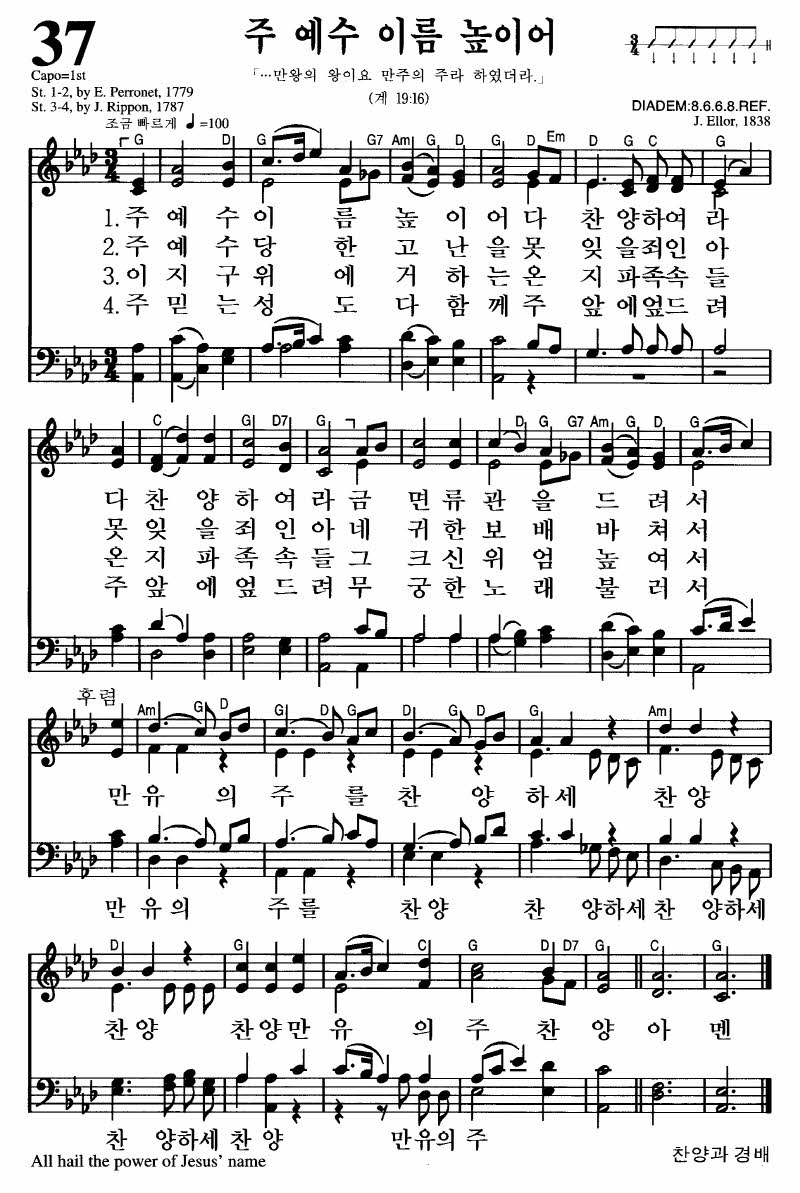 37
주 예수 이름 높이어
3/4
Capo=1st
「…만왕의 왕이요 만주의 주라 하였더라.」
St. 1-2, by E. Perronet, 1779
St. 3-4, by J. Rippon, 1787
(계 19:16)
DIADEM:8.6.6.8.REF.
조금 빠르게 ♩=100
J. Ellor, 1838
G D G G7 Am G D G D Em D G C G
1. 주 예 수 이 름 높 이 어 다 찬 양 하 여 라
2. 주 예 수 당 한 고 난 을 못 잊 을 죄 인 아
3. 이 지 구 위 에 거 하 는 온 지 파 족 속 들
4. 주 믿 는 성 도 다 함 께 주 앞 에 엎 드 려
C G D7 G D G G7 Am G D G
다 찬 양 하 여 라 금 면 류 관 을 드 려 서
못 잊 을 죄 인 아 네 귀 한 보 배 바 쳐 서
온 지 파 족 속 들 그 크 신 위 엄 높 여 서
주 앞 에 엎 드 려 무 궁 한 노 래 불 러 서
후렴
Am G D G Am G D G D G Am
만 유 의 주 를 찬 양 하 세 찬 양
만 유 의 주 를 찬 양 찬 양하세 찬 양하세
D G C G D D7 G C G
찬 양 찬 양 만 유 의 주 찬 양 아 멘
찬 양하세 찬 양 만유의 주
All hail the power of Jesus' name
찬양과 경배